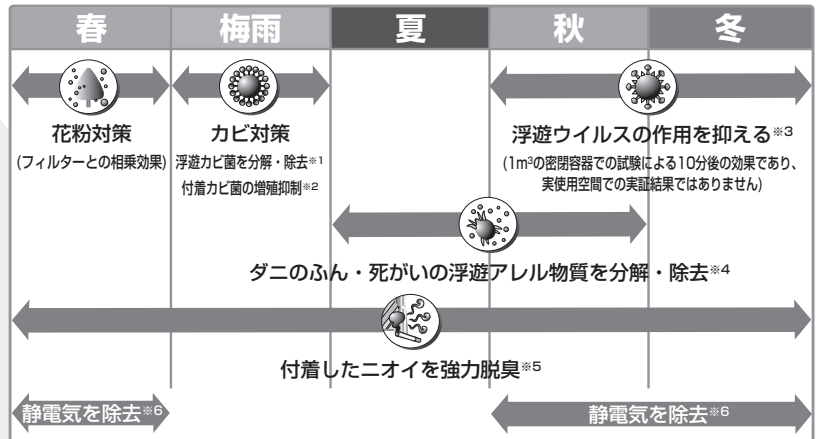 春 梅雨 夏 秋 冬
花粉対策
(フィルターとの相乗効果)
カビ対策
浮遊カビ菌を分解・除去※1
付着カビ菌の増殖抑制※2
浮遊ウイルスの作用を抑える※3
(1m³の密閉容器での試験による10分後の効果であり、
実使用空間での実証結果ではありません)
ダニのふん・死がいの浮遊アレル物質を分解・除去※4
付着したニオイを強力脱臭※5
静電気を除去※6
静電気を除去※6